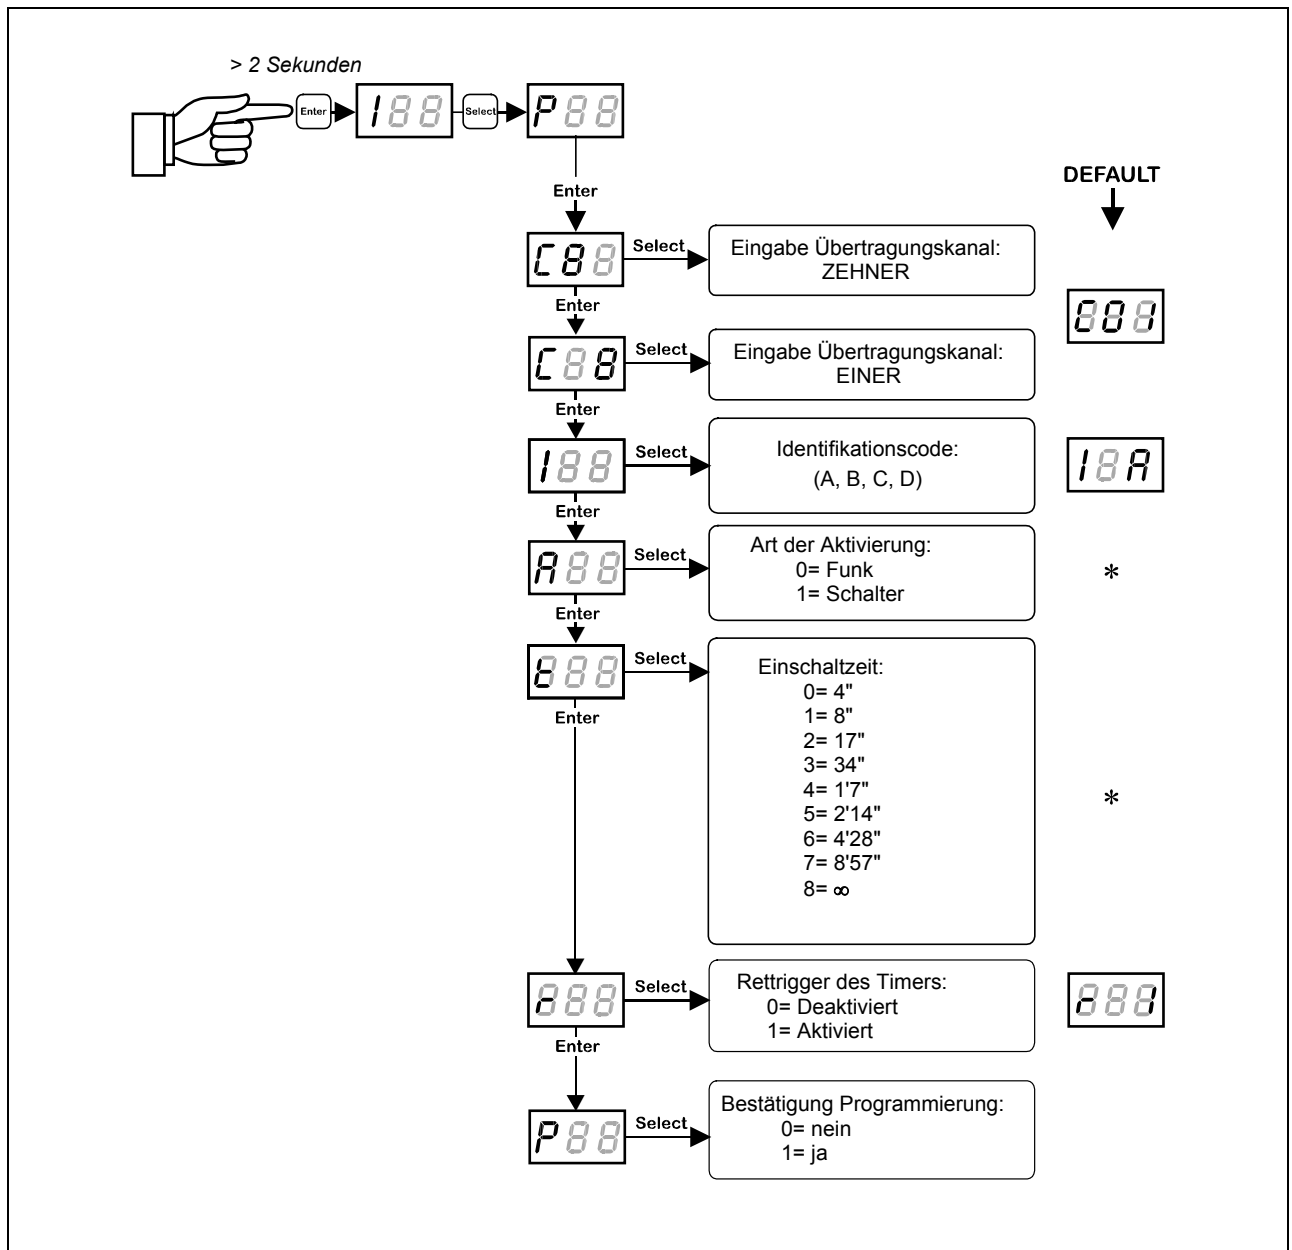 > 2 Sekunden
Enter
I88
Select
P88
Enter
DEFAULT
C88
Select
Eingabe Übertragungskanal:
ZEHNER
Enter
C01
C88
Select
Eingabe Übertragungskanal:
EINER
Enter
I88
Select
Identifikationscode:
(A, B, C, D)
I8A
Enter
A88
Select
Art der Aktivierung:
0= Funk
1= Schalter
*
Enter
t88
Select
Einschaltzeit:
0= 4"
1= 8"
2= 17"
3= 34"
4= 1'7"
5= 2'14"
6= 4'28"
7= 8'57"
8= ∞
*
Enter
r88
Select
Rettrigger des Timers:
0= Deaktiviert
1= Aktiviert
r81
Enter
P88
Select
Bestätigung Programmierung:
0= nein
1= ja